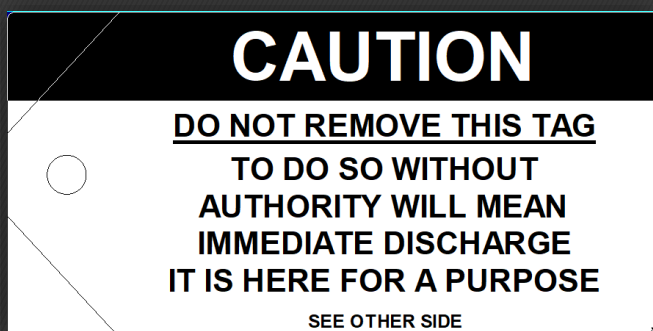 CAUTION
DO NOT REMOVE THIS TAG
TO DO SO WITHOUT
AUTHORITY WILL MEAN
IMMEDIATE DISCHARGE
IT IS HERE FOR A PURPOSE
SEE OTHER SIDE